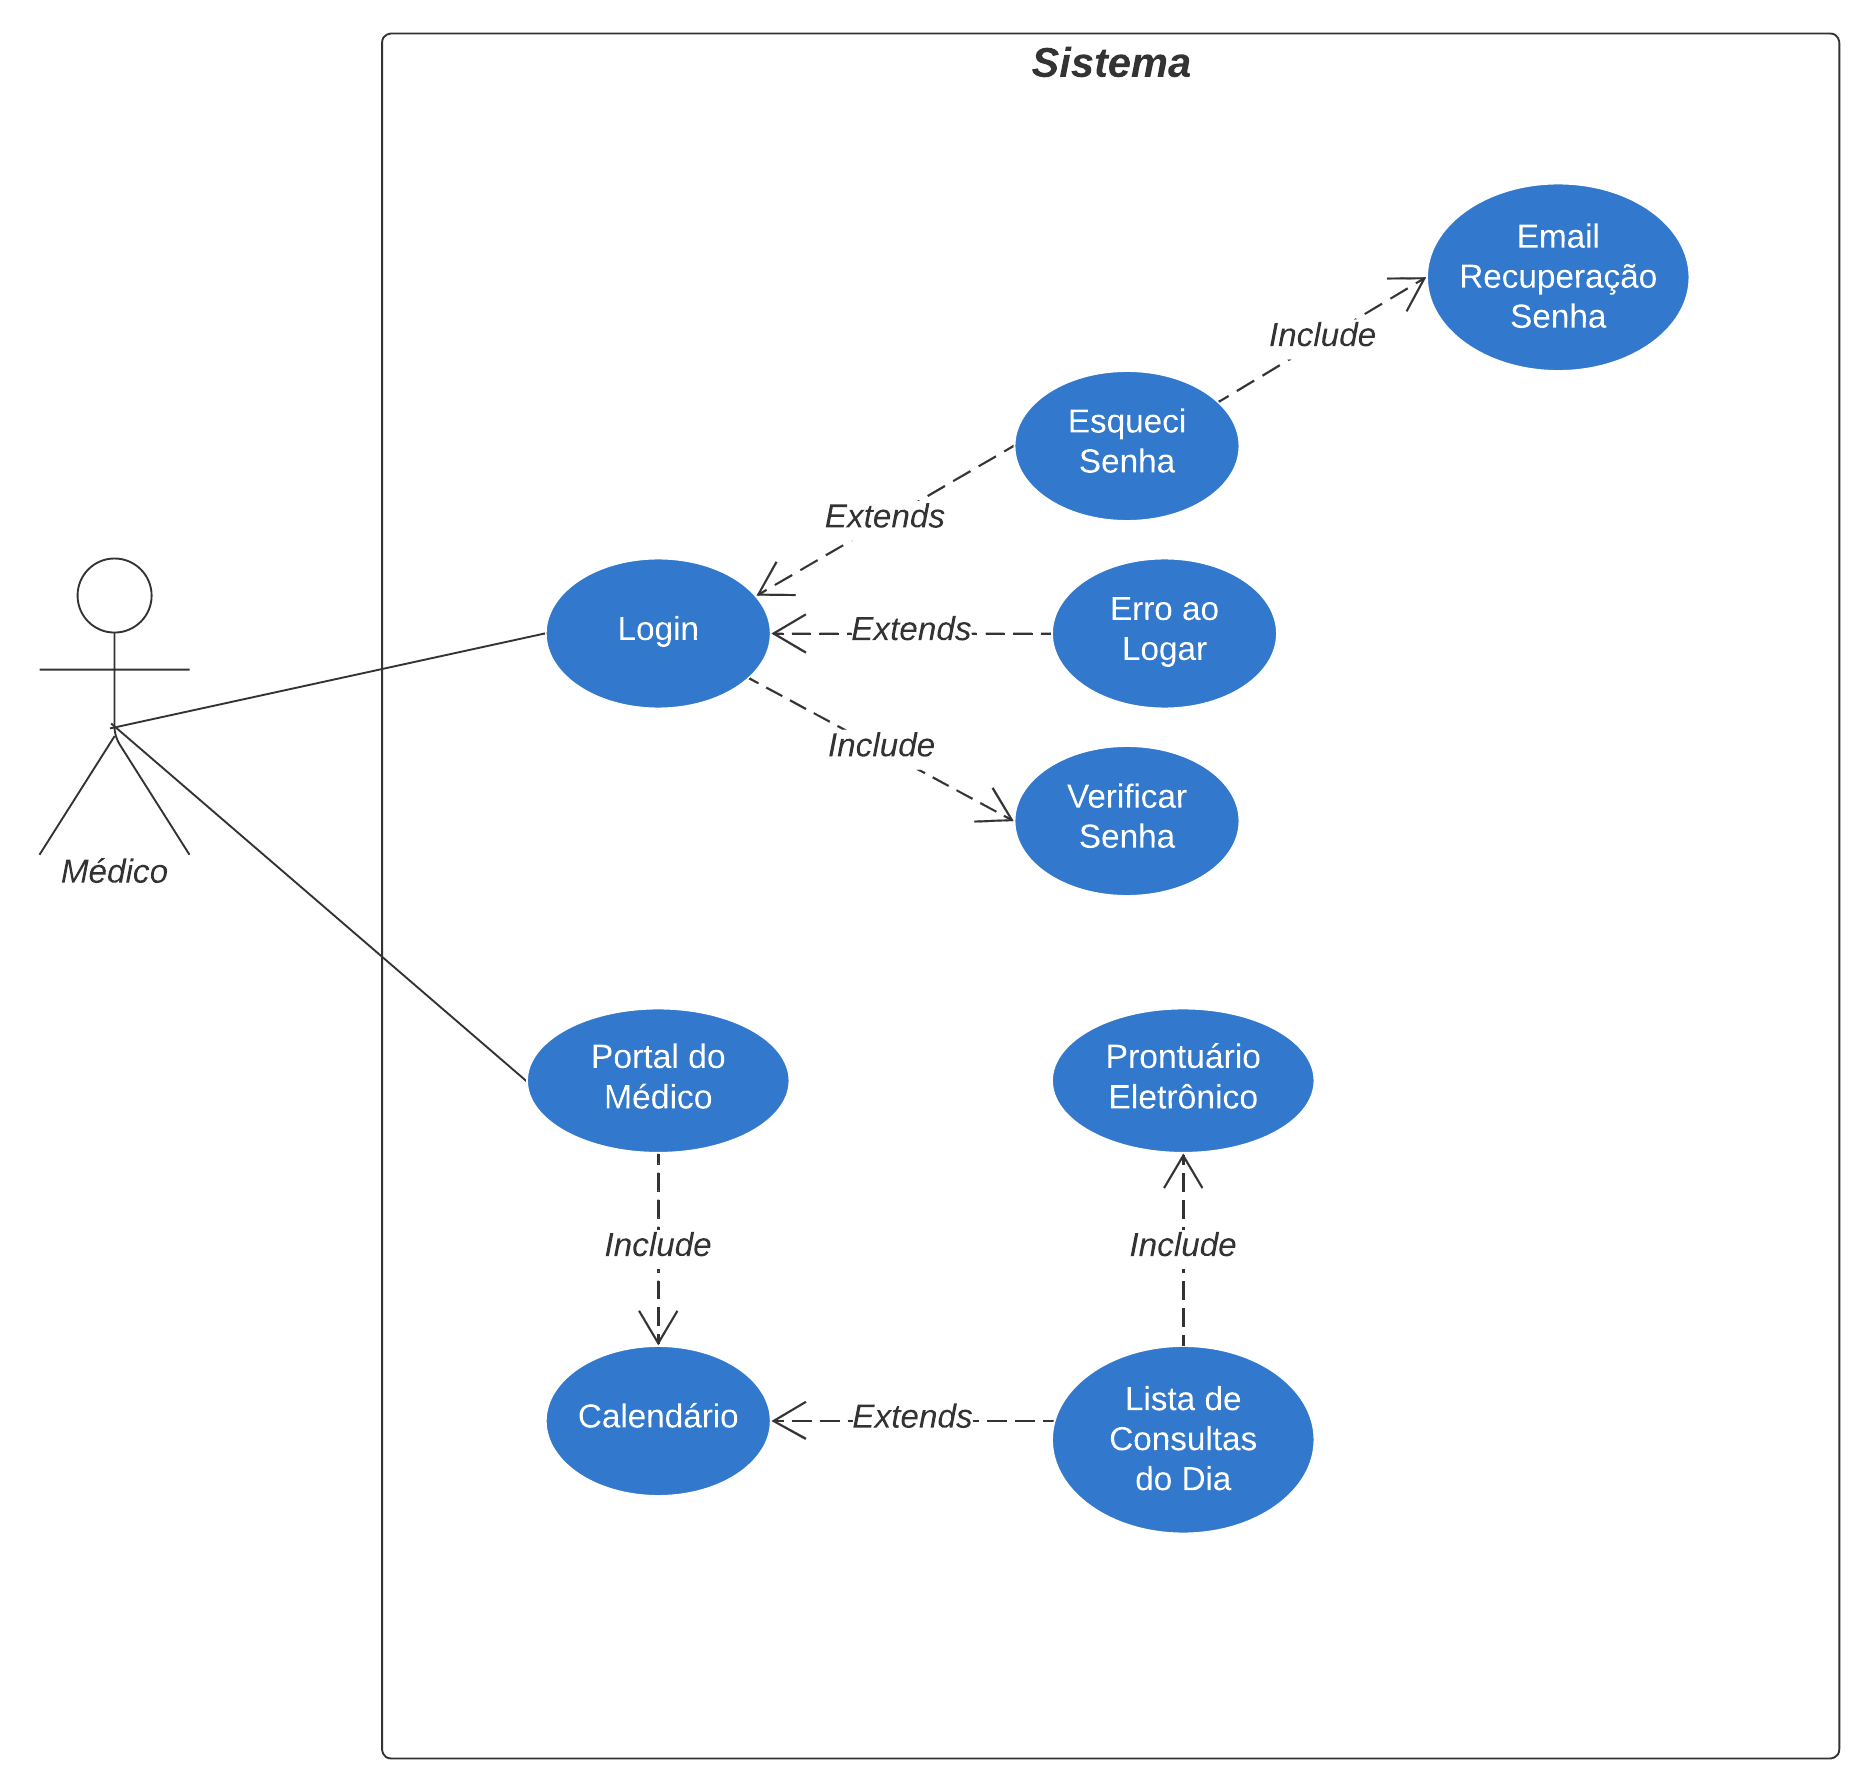 Sistema
Email
Recuperação
Senha
Include
Esqueci
Senha
Extends
Login
Extends
Erro ao
Logar
Include
Verificar
Senha
Médico
Portal do
Médico
Prontuário
Eletrônico
Include
Include
Calendário
Extends
Lista de
Consultas
do Dia